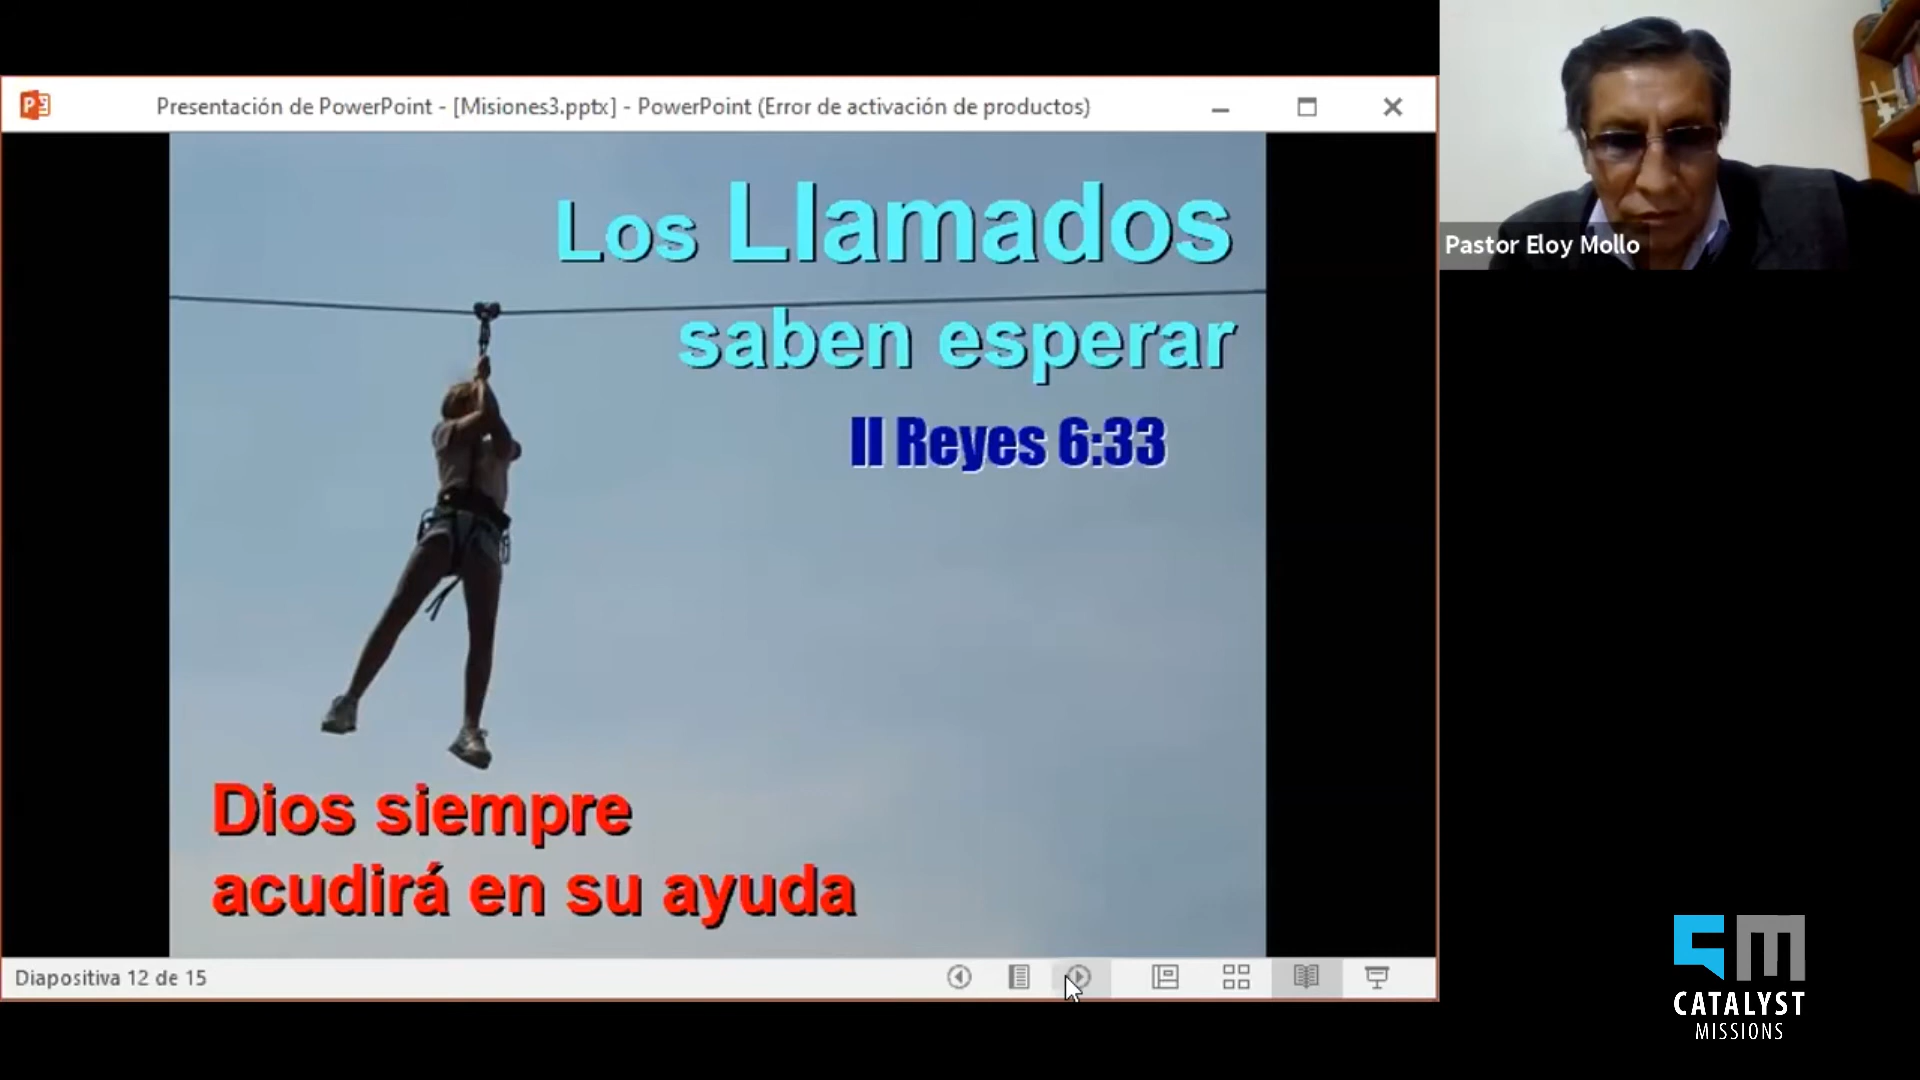 Presentación de PowerPoint - [Misiones3.pptx] - PowerPoint (Error de activación de productos)
Los Llamados
saben esperar
II Reyes 6:33
Dios siempre
acudirá en su ayuda
Diapositiva 12 de 15
Pastor Eloy Mollo
CM
CATALYST
MISSIONS